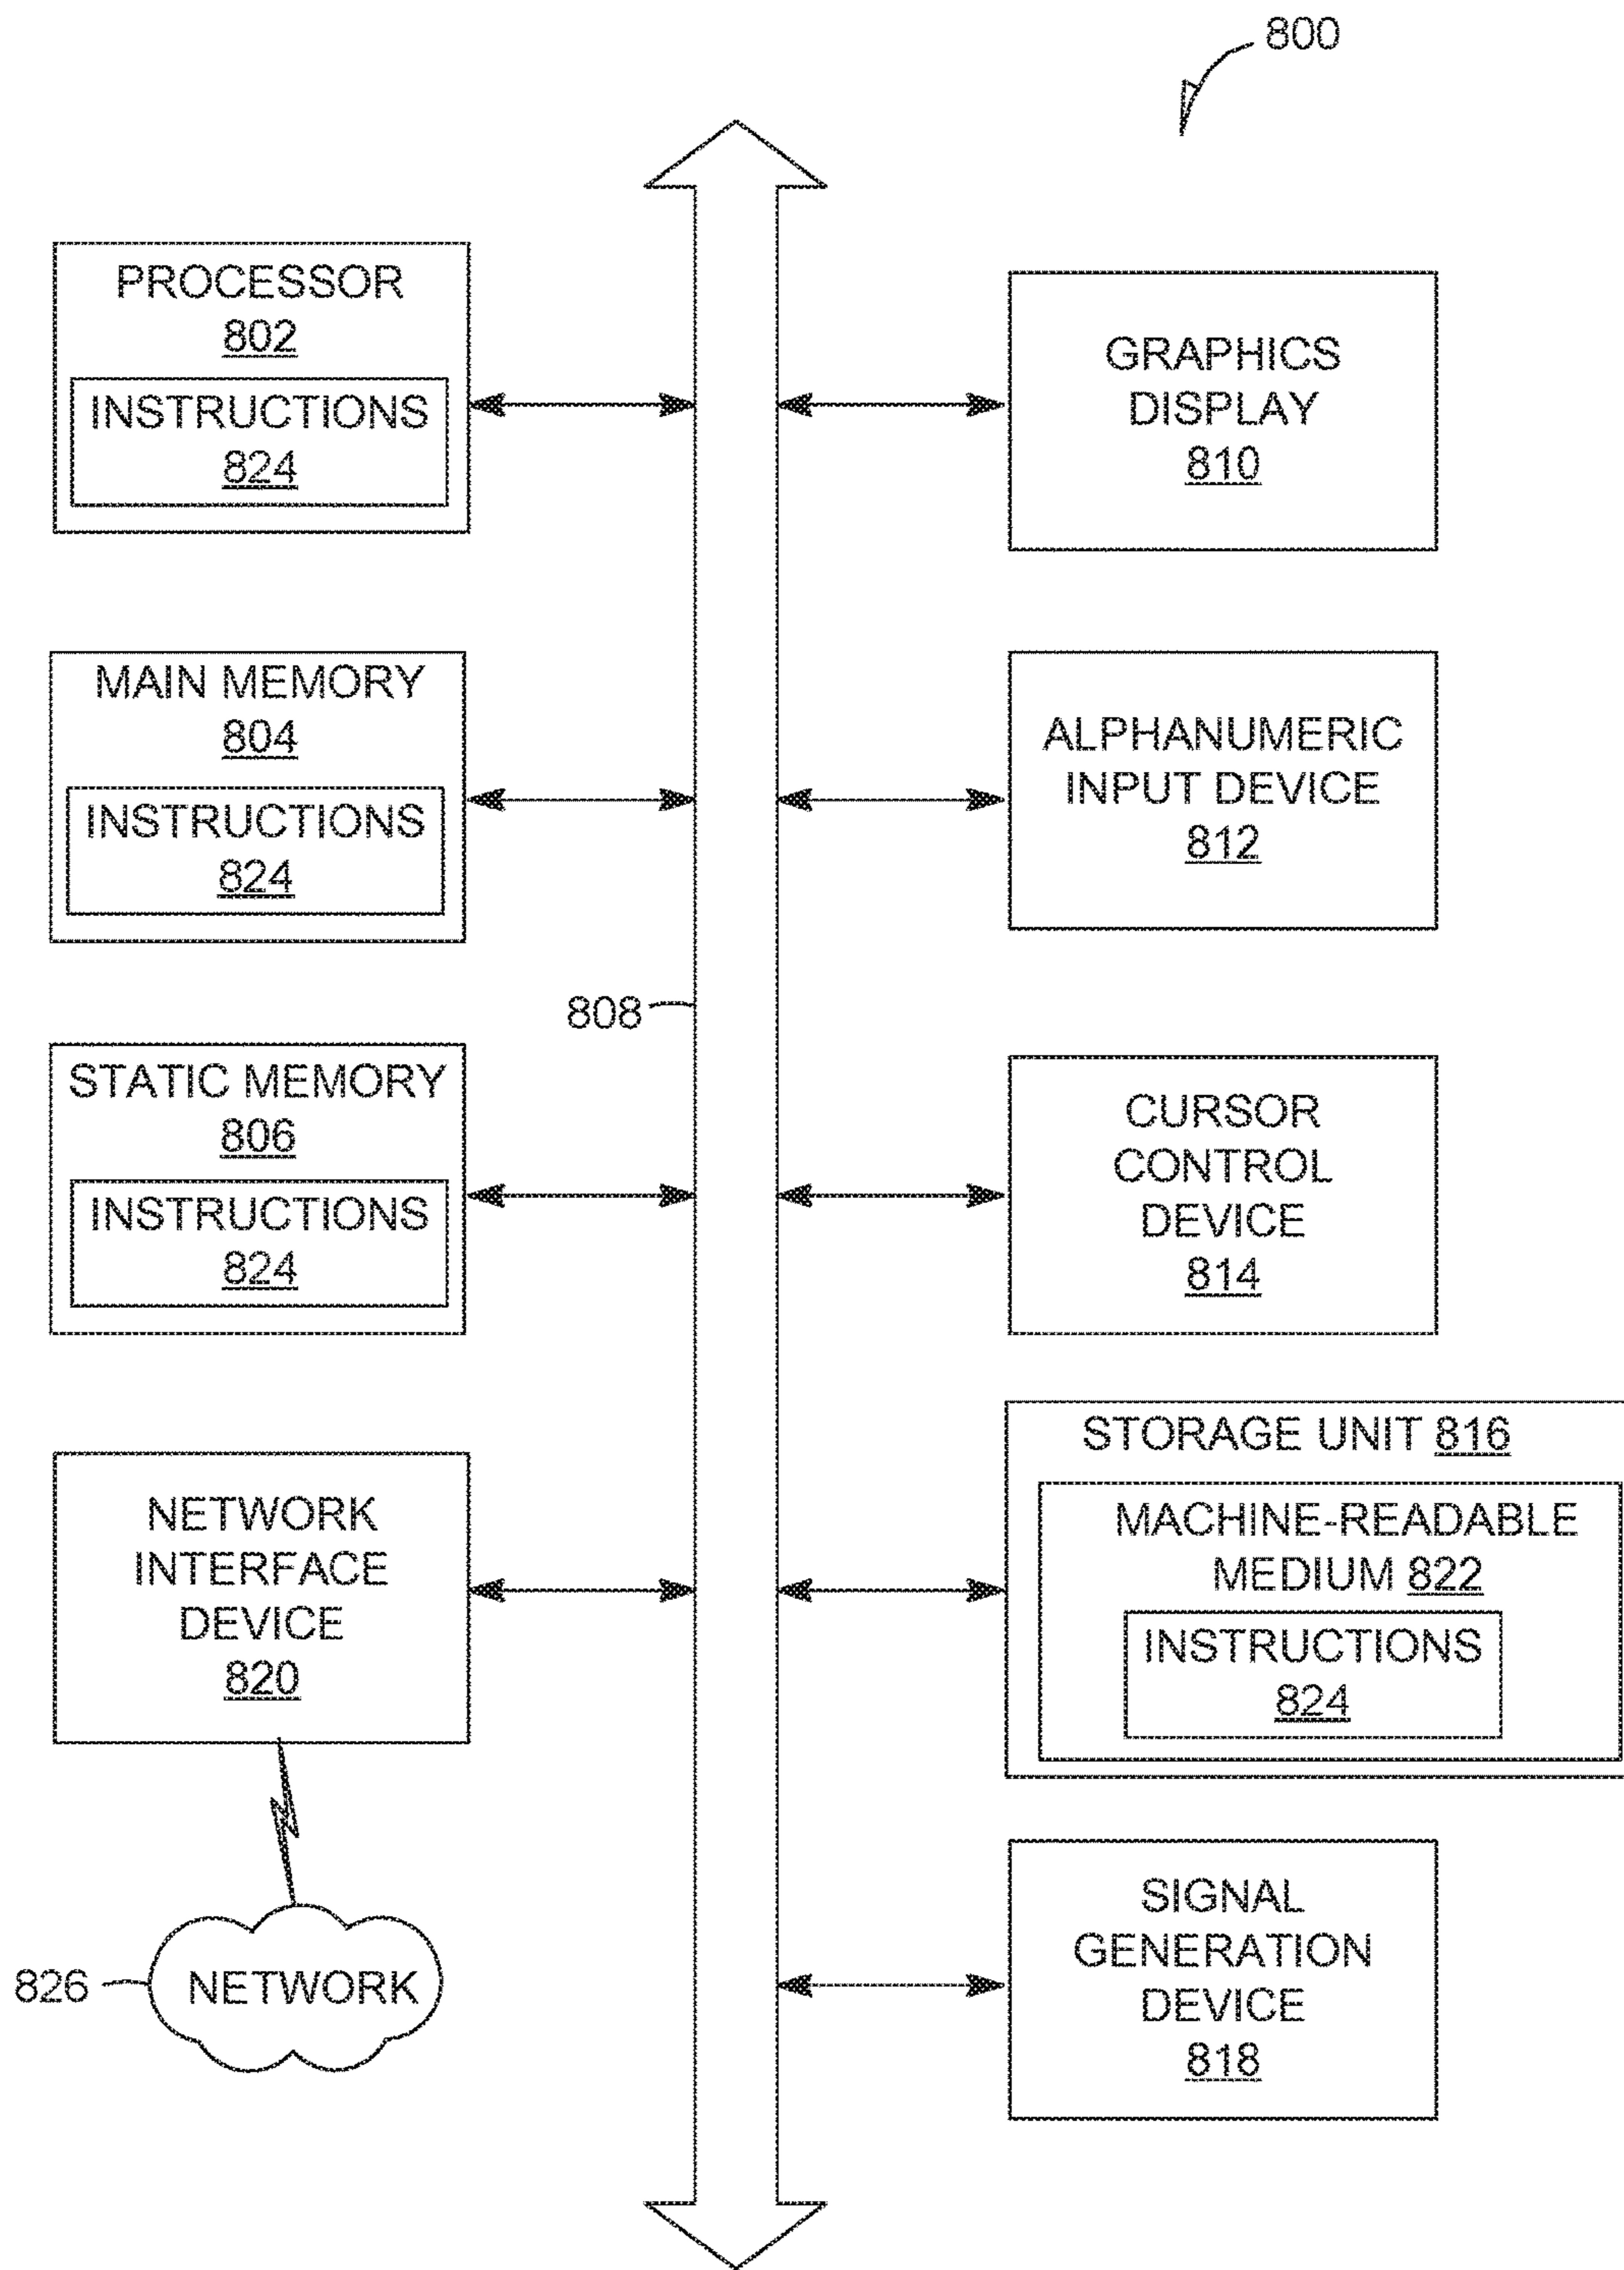 800
PROCESSOR
802
INSTRUCTIONS
824
MAIN MEMORY
804
INSTRUCTIONS
824
808
STATIC MEMORY
806
INSTRUCTIONS
824
NETWORK
INTERFACE
DEVICE
820
826
NETWORK
GRAPHICS
DISPLAY
810
ALPHANUMERIC
INPUT DEVICE
812
CURSOR
CONTROL
DEVICE
814
STORAGE UNIT 816
MACHINE-READABLE
MEDIUM 822
INSTRUCTIONS
824
SIGNAL
GENERATION
DEVICE
818